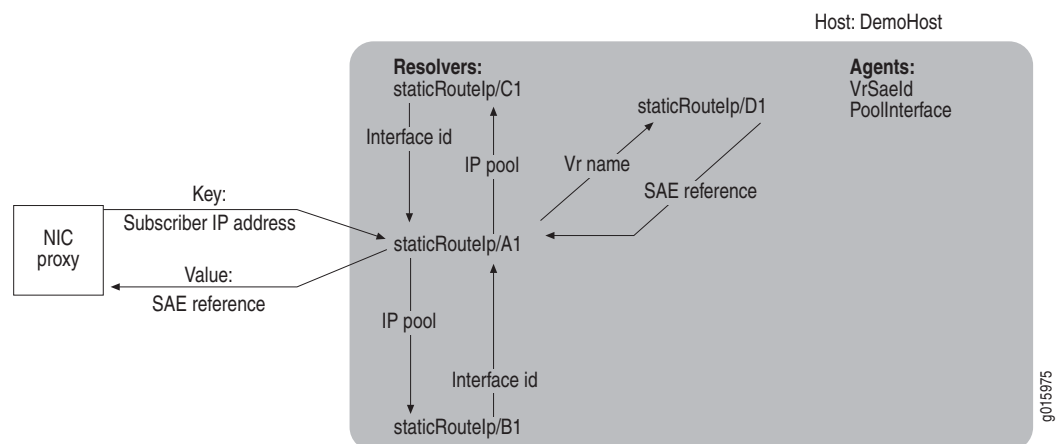 Host: DemoHost
Resolvers:
staticRouteIp/C1
Agents:
VrSaeId
PoolInterface
staticRouteIp/D1
Interface id
IP pool
Vr name
SAE reference
Key:
Subscriber IP address
NIC
proxy
staticRouteIp/A1
Value:
SAE reference
IP pool
Interface id
staticRouteIp/B1
g015975